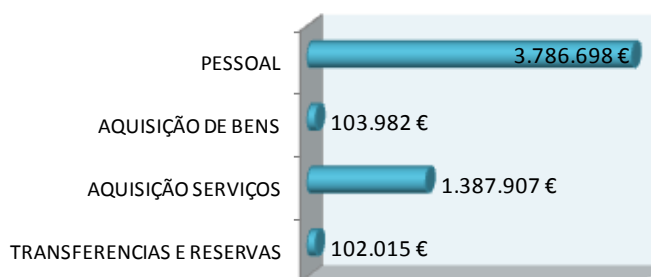 PESSOAL
3.786.698 €
AQUISIÇÃO DE BENS
103.982 €
AQUISIÇÃO SERVIÇOS
1.387.907 €
TRANSFERENCIAS E RESERVAS
102.015 €